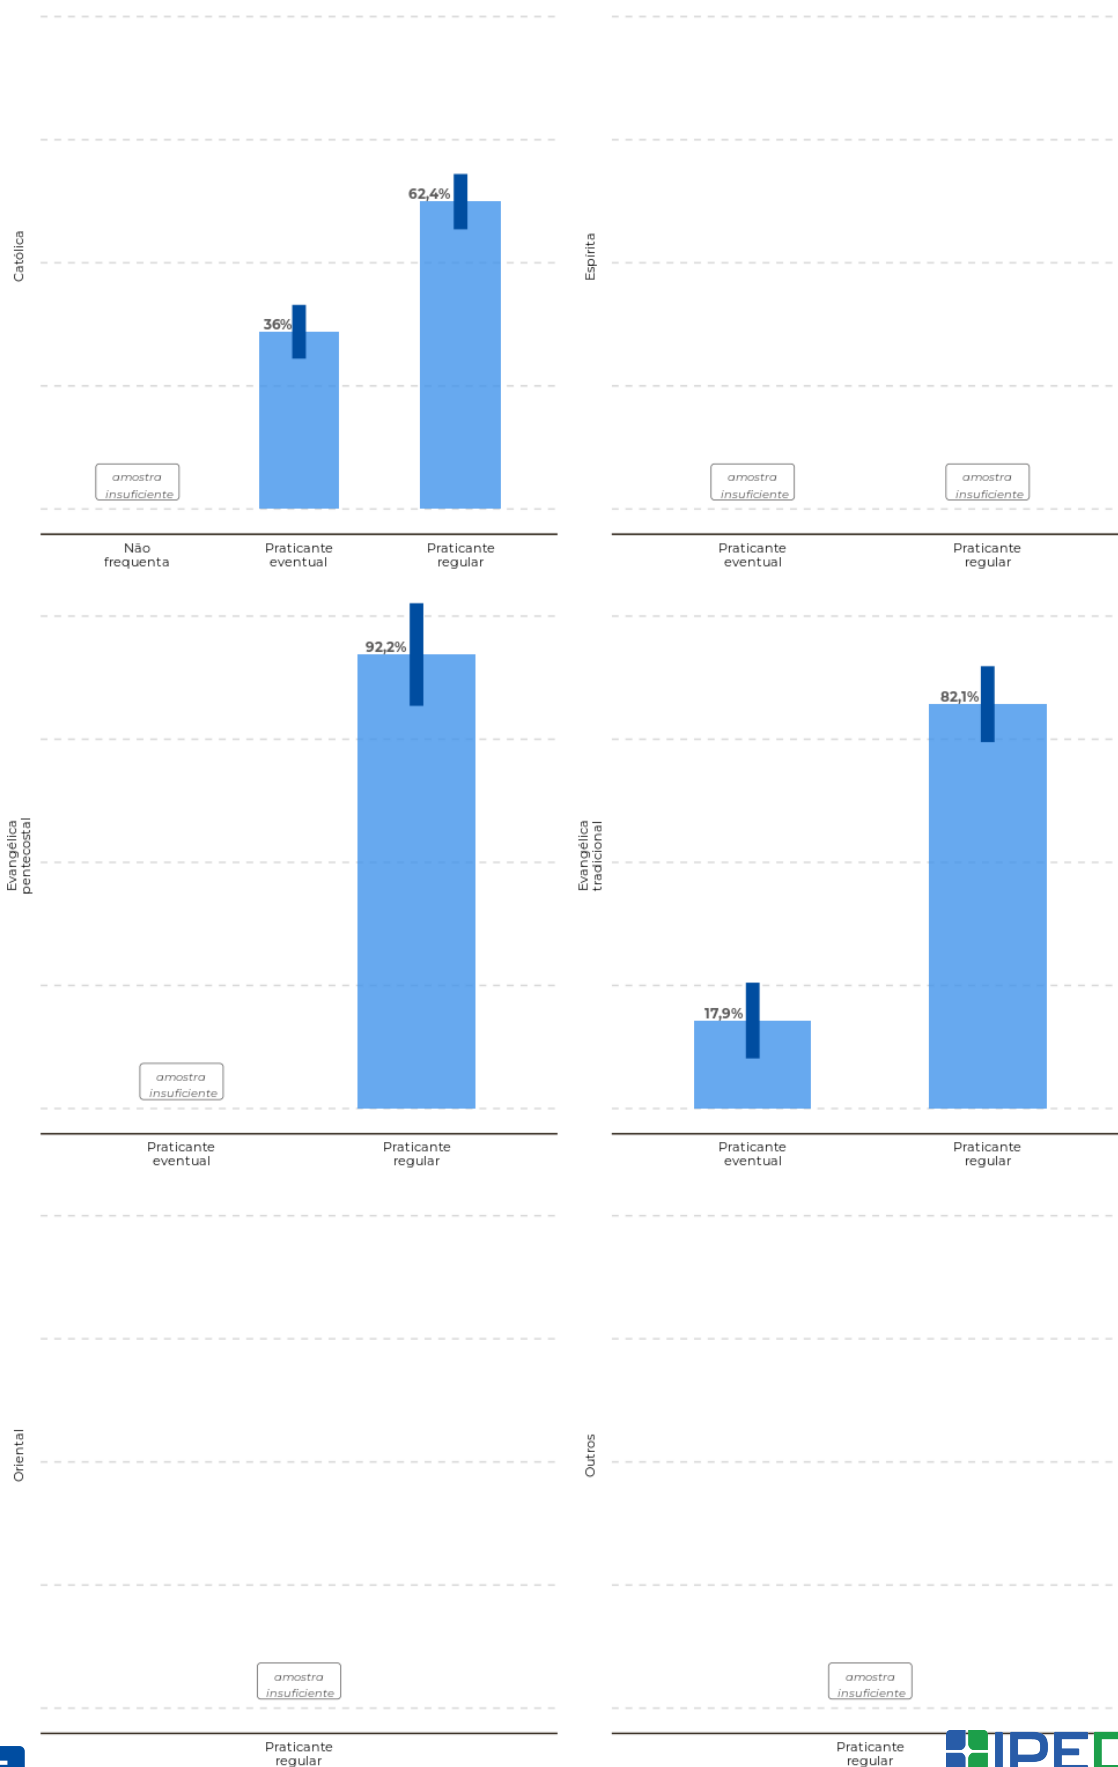 Católica
62,4%
36%
amostra
insuficiente
Não
frequenta
Praticante
eventual
Praticante
regular
Espírita
amostra
insuficiente
amostra
insuficiente
Praticante
eventual
Praticante
regular
Evangélica
pentecostal
92,2%
amostra
insuficiente
Praticante
eventual
Praticante
regular
Evangélica
tradicional
82,1%
17,9%
Praticante
eventual
Praticante
regular
Oriental
amostra
insuficiente
Praticante
regular
Outros
amostra
insuficiente
Praticante
regular